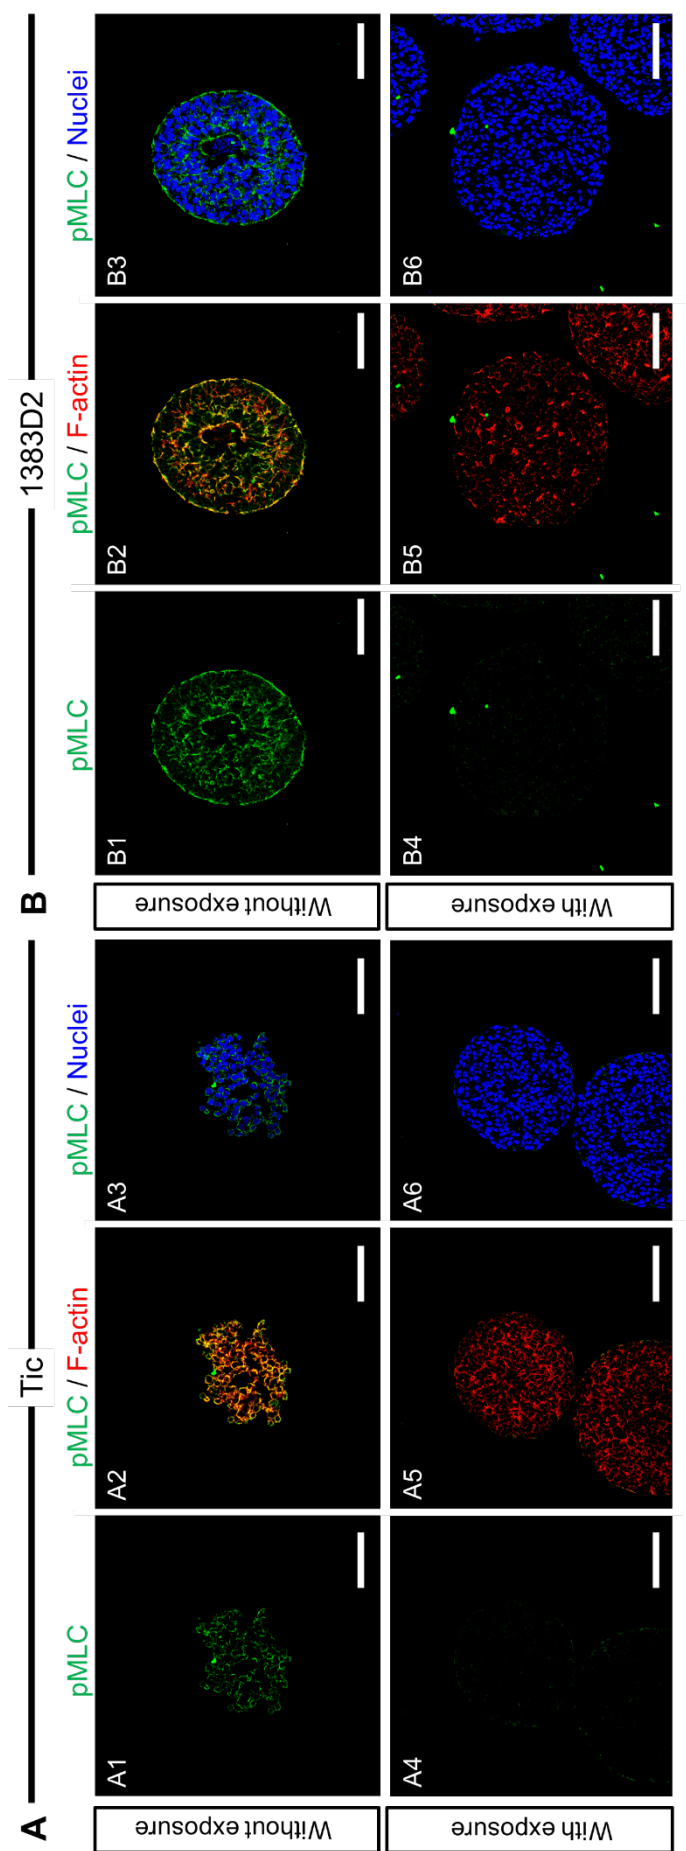 A
Tic
pMLC
pMLC / F-actin
pMLC / Nuclei
Without exposure
A1
A2
A3
With exposure
A4
A5
A6
B
1383D2
pMLC
pMLC / F-actin
pMLC / Nuclei
Without exposure
B1
B2
B3
With exposure
B4
B5
B6